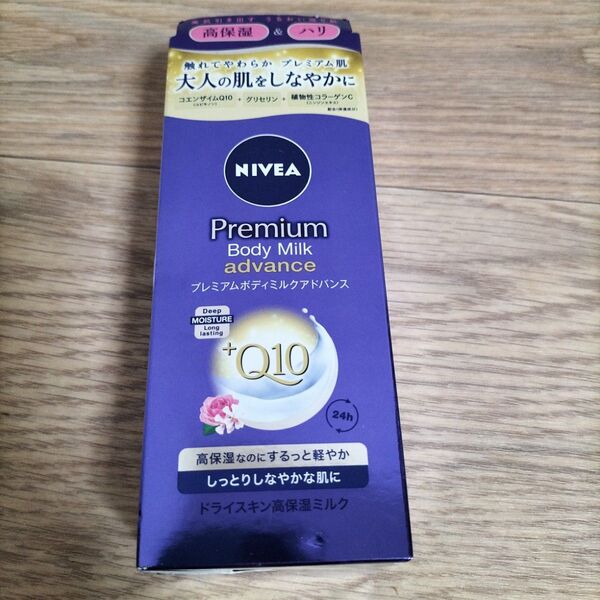 高保湿 & ハリ
触れてやわらか プレミアム肌
大人の肌をしなやかに
コエンザイムQ10 + グリセリン + 植物性コラーゲンC
NIVEA
Premium
Body Milk
advance
プレミアムボディミルクアドバンス
Deep
MOISTURE
Long
lasting
+Q10
24h
高保湿なのにするっと軽やか
しっとりしなやかな肌に
ドライスキン高保湿ミルク